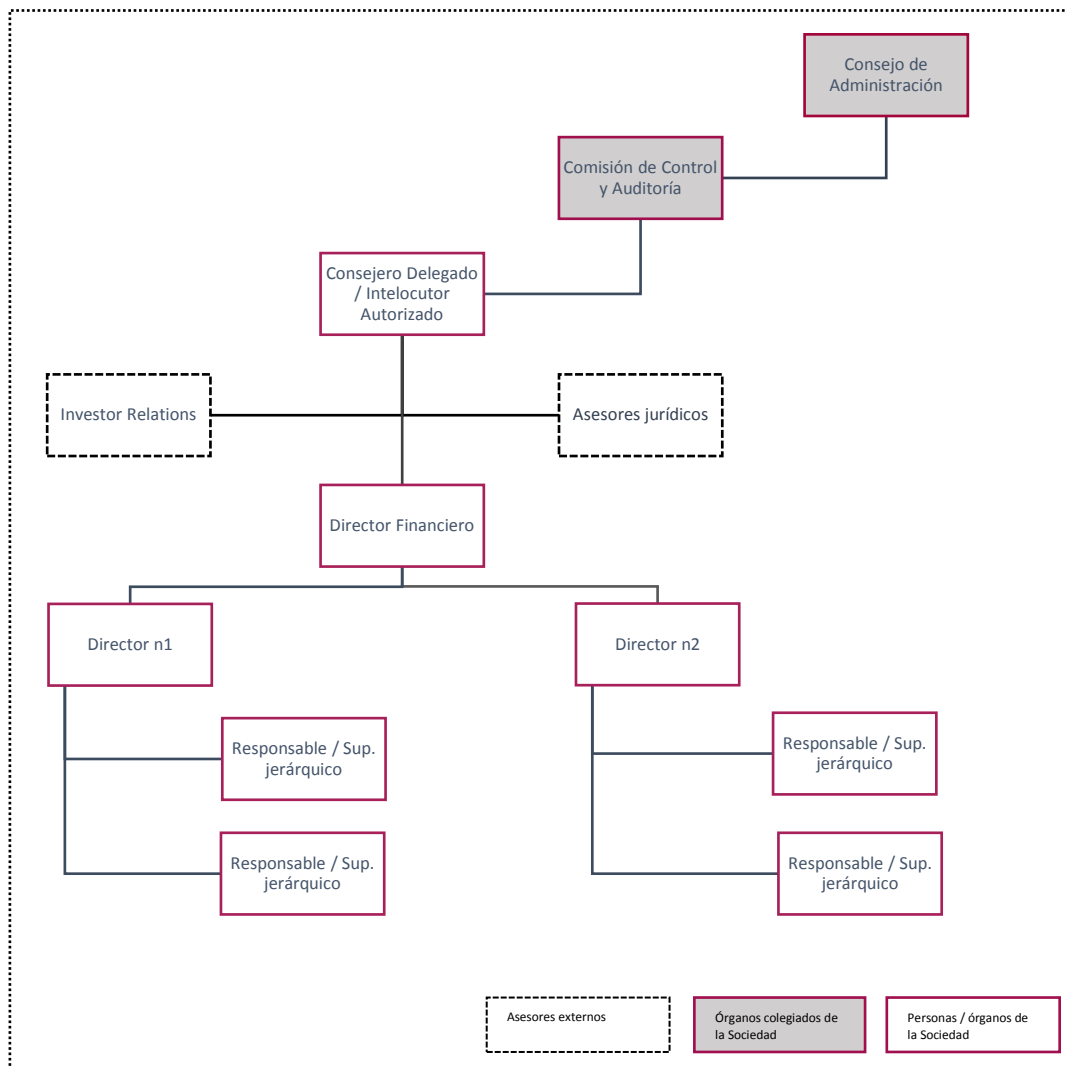 Consejo de
Administración
Comisión de Control
y Auditoría
Consejero Delegado
/ Intelocutor
Autorizado
Investor Relations
Asesores jurídicos
Director Financiero
Director n1
Director n2
Responsable / Sup.
jerárquico
Responsable / Sup.
jerárquico
Responsable / Sup.
jerárquico
Responsable / Sup.
jerárquico
Asesores externos
Órganos colegiados de
la Sociedad
Personas / órganos de
la Sociedad